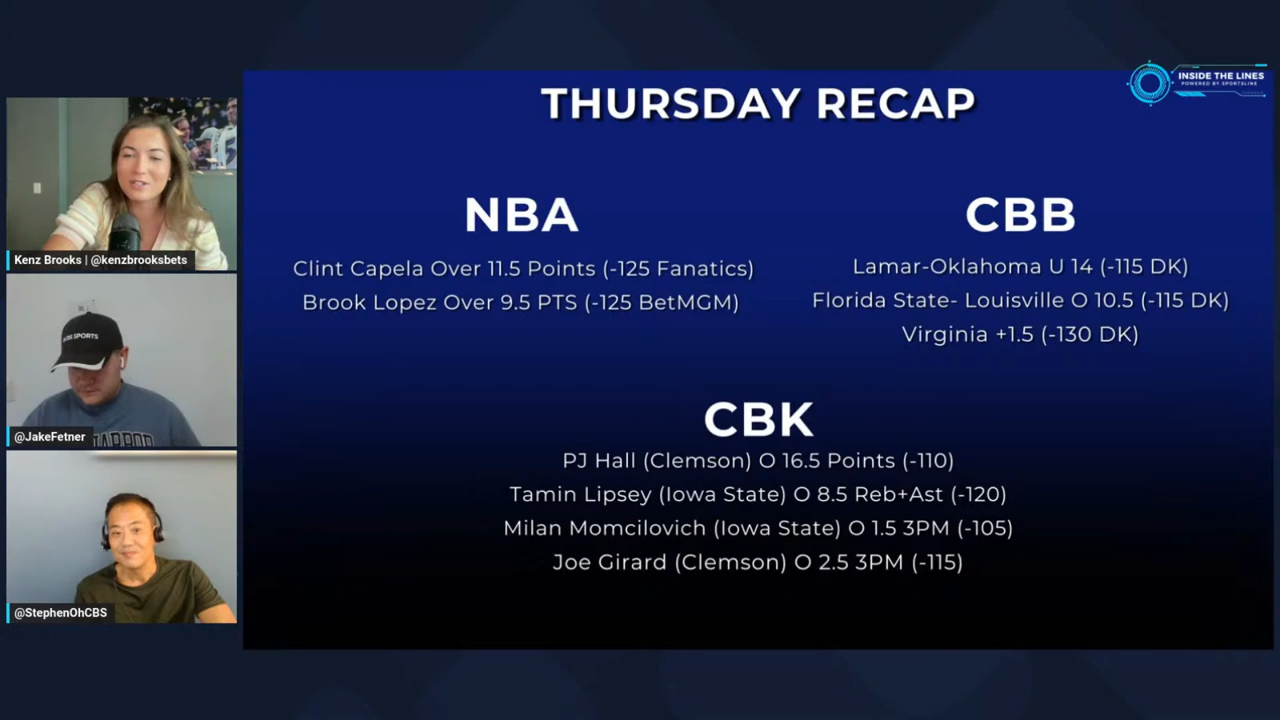 INSIDE THE LINES
POWERED BY SPORTSLINE
THURSDAY RECAP
NBA
Clint Capela Over 11.5 Points (-125 Fanatics)
Brook Lopez Over 9.5 PTS (-125 BetMGM)
CBB
Lamar-Oklahoma U 14 (-115 DK)
Florida State- Louisville O 10.5 (-115 DK)
Virginia +1.5 (-130 DK)
CBK
PJ Hall (Clemson) O 16.5 Points (-110)
Tamin Lipsey (Iowa State) O 8.5 Reb+Ast (-120)
Milan Momcilovich (Iowa State) O 1.5 3PM (-105)
Joe Girard (Clemson) O 2.5 3PM (-115)
Kenz Brooks | @kenzbrooksbets
SPORTS
@JakeFetner
@StephenOhCBS